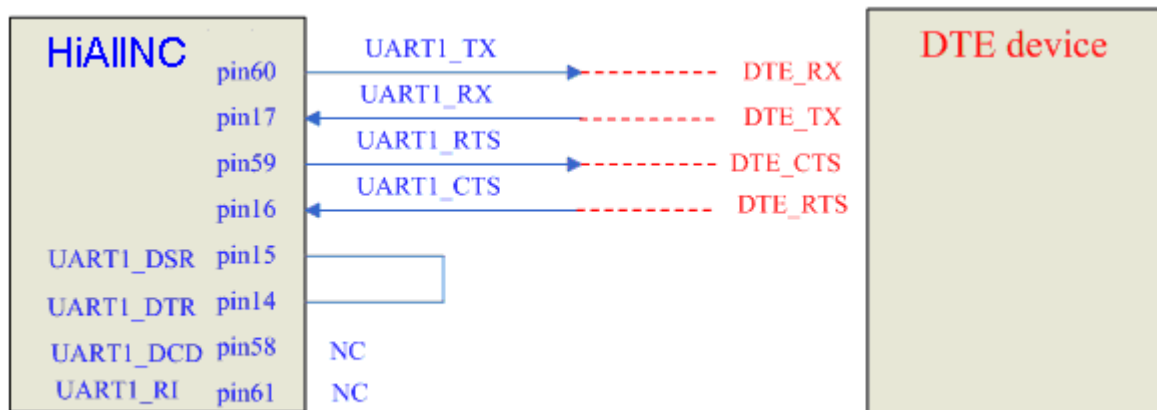 HiAllNC
DTE device
UART1_TX
pin60
DTE_RX
UART1_RX
pin17
DTE_TX
UART1_RTS
pin59
DTE_CTS
UART1_CTS
pin16
DTE_RTS
UART1_DSR pin15
UART1_DTR pin14
UART1_DCD pin58 NC
UART1_RI pin61 NC